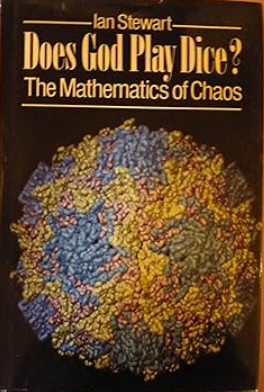 Ian Stewart
Does God Play Dice?
The Mathematics of Chaos